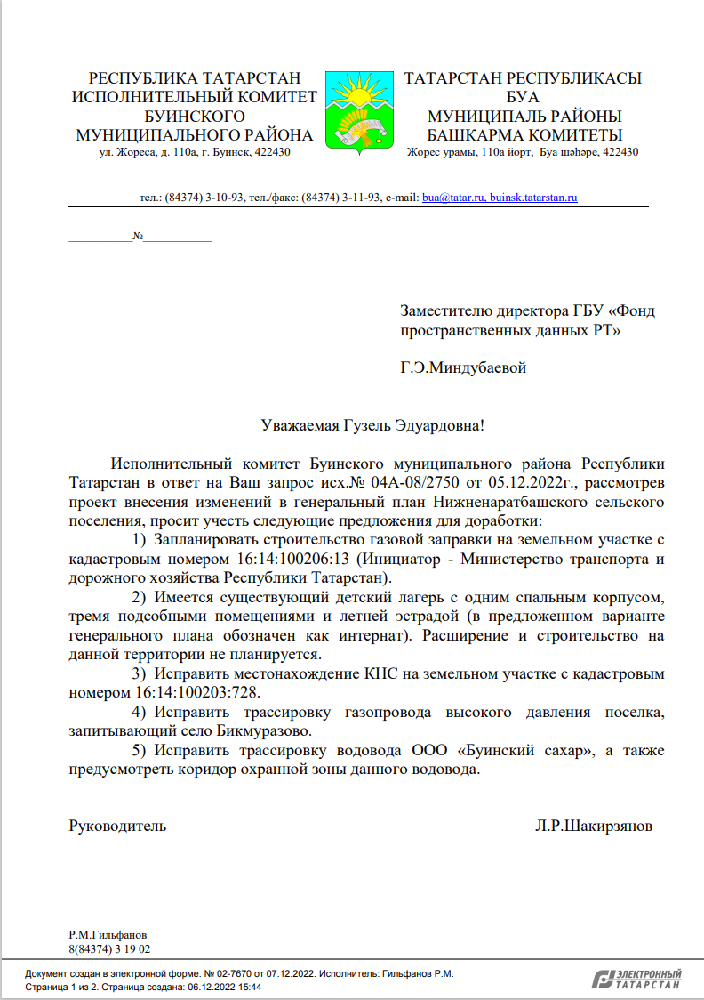 РЕСПУБЛИКА ТАТАРСТАН
ИСПОЛНИТЕЛЬНЫЙ КОМИТЕТ
БУИНСКОГО
МУНИЦИПАЛЬНОГО РАЙОНА
ул. Жореса, д. 110а, г. Буинск, 422430
ТАТАРСТАН РЕСПУБЛИКАСЫ
БУА
МУНИЦИПАЛЬ РАЙОНЫ
БАШКАРМА КОМИТЕТЫ
Жорес урамы, 110а йорт, Буа шәһәре, 422430
тел.: (84374) 3-10-93, тел./факс: (84374) 3-11-93, e-mail: bua@tatar.ru, buinsk.tatarstan.ru
____________№_____________
Заместителю директора ГБУ «Фонд
пространственных данных РТ»
Г.Э.Миндубаевой
Уважаемая Гузель Эдуардовна!
Исполнительный комитет Буинского муниципального района Республики
Татарстан в ответ на Ваш запрос исх.№ 04А-08/2750 от 05.12.2022г., рассмотрев
проект внесения изменений в генеральный план Нижненаратбашского сельского
поселения, просит учесть следующие предложения для доработки:
1) Запланировать строительство газовой заправки на земельном участке с
кадастровым номером 16:14:100206:13 (Инициатор - Министерство транспорта и
дорожного хозяйства Республики Татарстан).
2) Имеется существующий детский лагерь с одним спальным корпусом,
тремя подсобными помещениями и летней эстрадой (в предложенном варианте
генерального плана обозначен как интернат). Расширение и строительство на
данной территории не планируется.
3) Исправить местонахождение КНС на земельном участке с кадастровым
номером 16:14:100203:728.
4) Исправить трассировку газопровода высокого давления поселка,
запитывающий село Бикмуразово.
5) Исправить трассировку водовода ООО «Буинский сахар», а также
предусмотреть коридор охранной зоны данного водовода.
Руководитель Л.Р.Шакирзянов
Р.М.Гильфанов
8(84374) 3 19 02
Документ создан в электронной форме. № 02-7670 от 07.12.2022. Исполнитель: Гильфанов Р.М.
Страница 1 из 2. Страница создана: 06.12.2022 15:44
ЭЛЕКТРОННЫЙ
ТАТАРСТАН